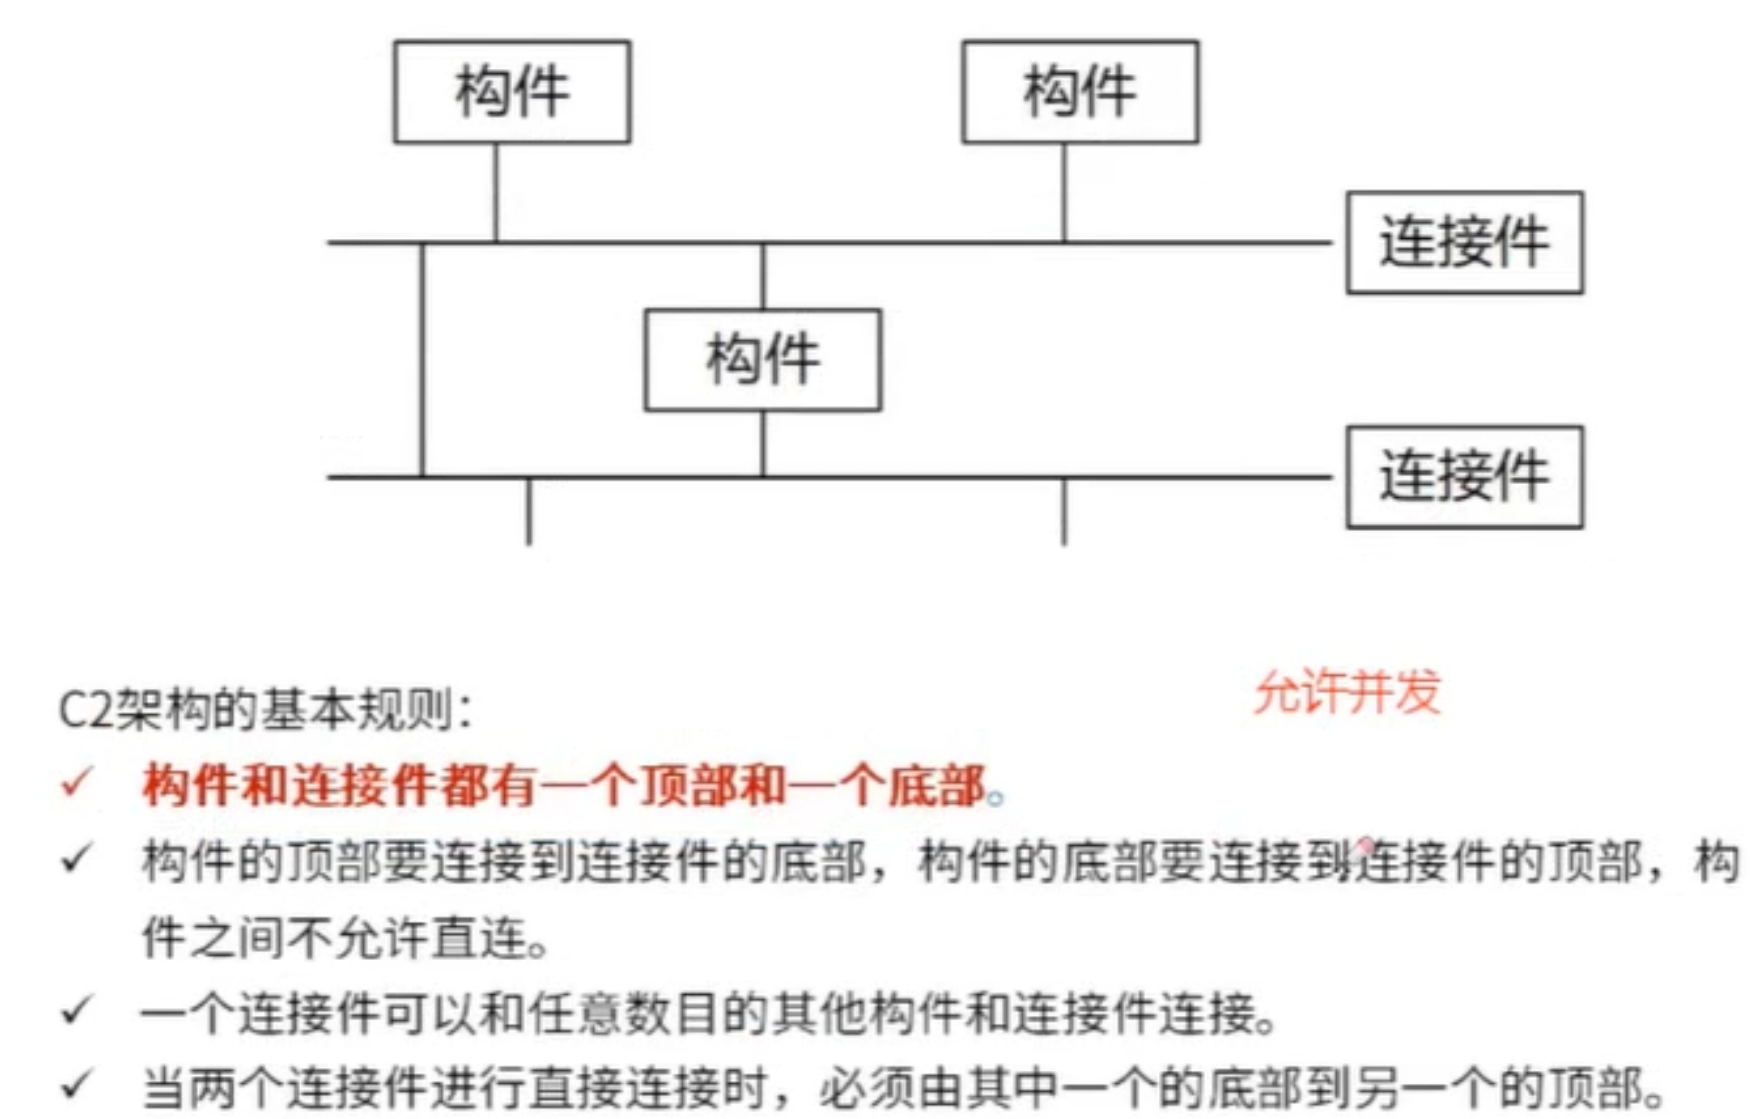 构件
构件
连接件
构件
连接件
允许并发
C2架构的基本规则：
✓ 构件和连接件都有一个顶部和一个底部。
✓ 构件的顶部要连接到连接件的底部，构件的底部要连接到连接件的顶部，构
件之间不允许直连。
✓ 一个连接件可以和任意数目的其他构件和连接件连接。
✓ 当两个连接件进行直接连接时，必须由其中一个的底部到另一个的顶部。